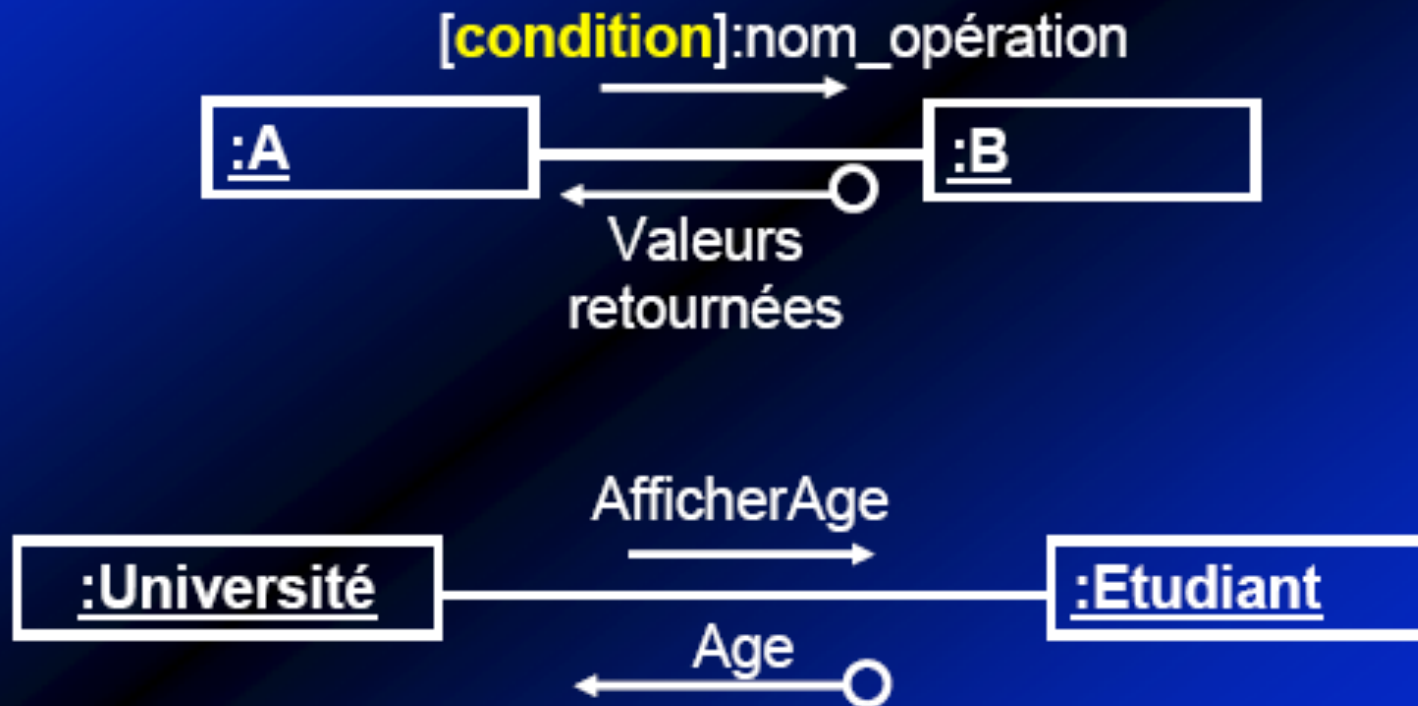 [condition]:nom_opération
:A
:B
Valeurs
retournées
AfficherAge
:Université
:Etudiant
Age